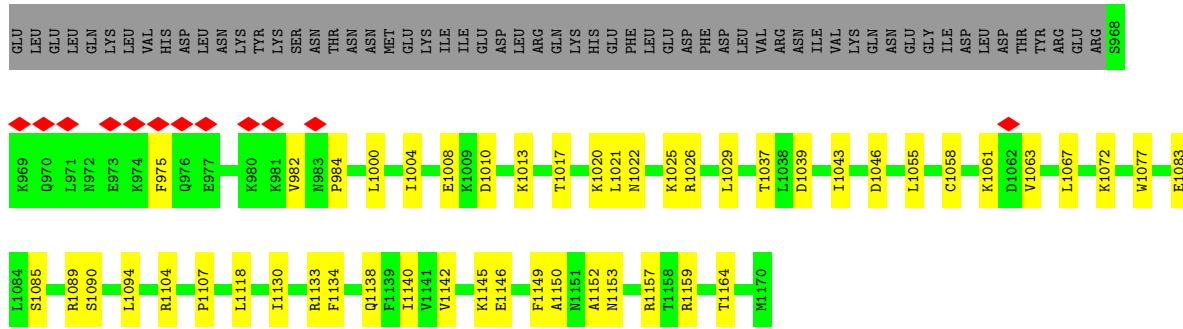 GLU LEU GLU LEU GLN LYS LEU VAL HIS ASP LEU ASN LYS TYR LYS SER ASN THR ASN ASN MET GLU LYS ILE ILE GLU ASP LEU ARG GLN LYS HIS GLU PHE LEU GLU ASP PHE ASP LEU VAL ARG ASN ILE VAL LYS GLN ASN GLU GLY ILE ASP LEU ASP THR TYR ARG GLU ARG S968
K969 Q970 L971 N972 E973 K974 F975 Q976 E977 K980 K981 V982 N983 P984 L1000 I1004 E1008 K1009 D1010 K1013 T1017 K1020 L1021 N1022 K1025 R1026 L1029 T1037 L1038 D1039 I1043 D1046 L1055 C1058 K1061 D1062 V1063 L1067 K1072 W1077 E1083
L1084 S1085 R1089 S1090 L1094 R1104 P1107 L1118 I1130 R1133 F1134 Q1138 F1139 I1140 V1141 V1142 K1145 E1146 F1149 A1150 N1151 A1152 N1153 R1157 T1158 R1159 T1164 M1170